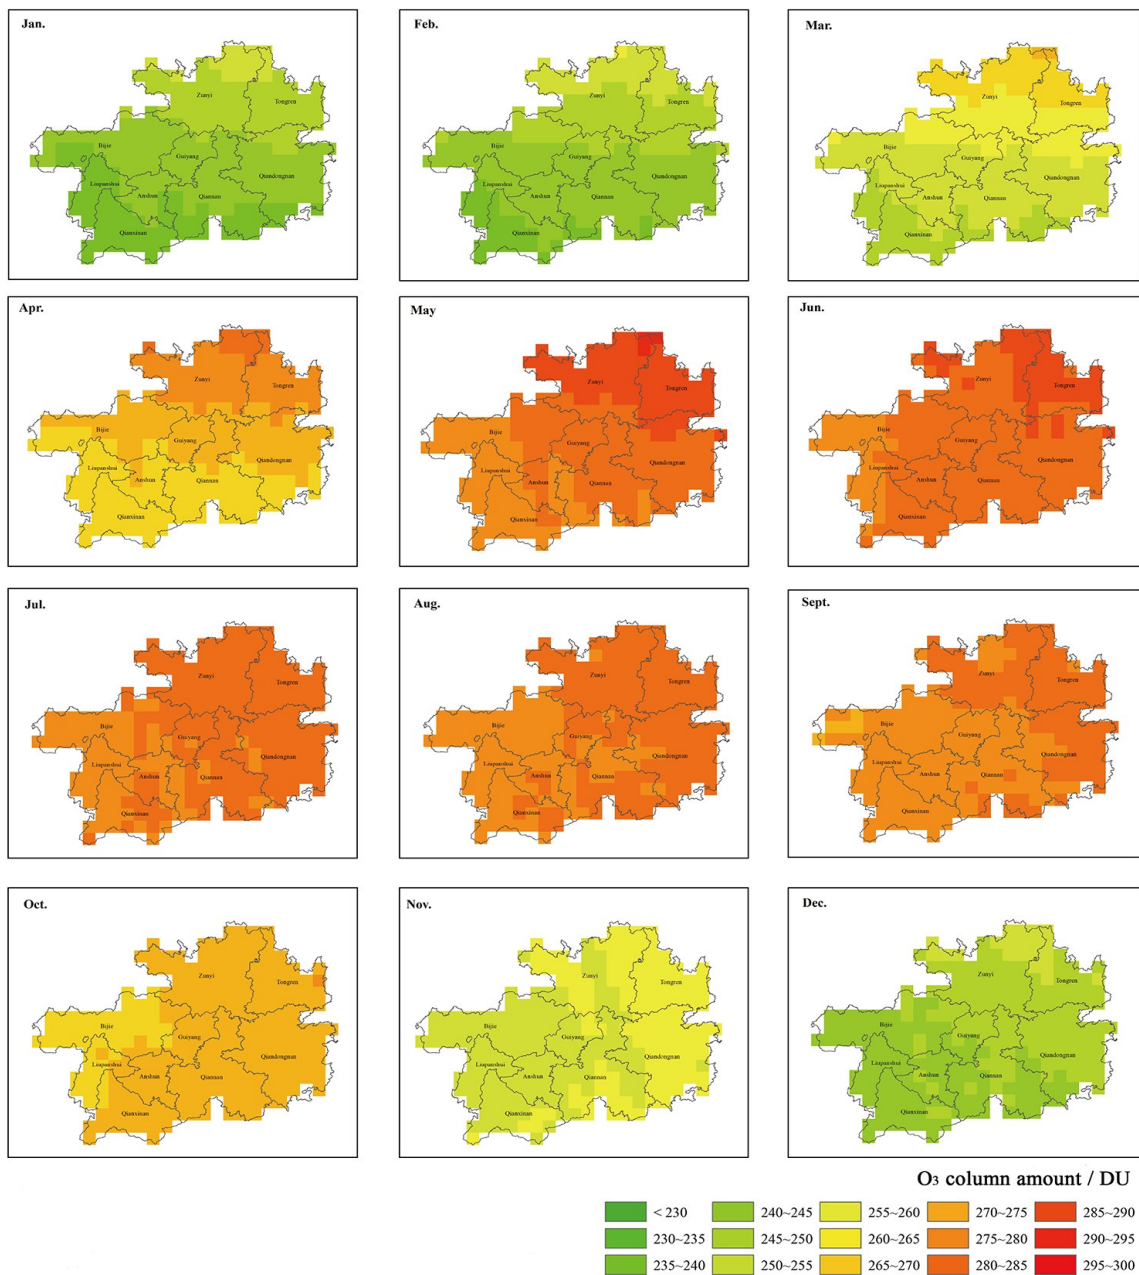 Jan.
Zunyi
Tongren
Bijie
Guiyang
Liupanshui
Anshun
Qiannan
Qiandongnan
Qianxinan
Feb.
Zunyi
Tongren
Bijie
Guiyang
Liupanshui
Anshun
Qiannan
Qiandongnan
Qianxinan
Mar.
Zunyi
Tongren
Bijie
Guiyang
Liupanshui
Anshun
Qiannan
Qiandongnan
Qianxinan
Apr.
Zunyi
Tongren
Bijie
Guiyang
Liupanshui
Anshun
Qiannan
Qiandongnan
Qianxinan
May
Zunyi
Tongren
Bijie
Guiyang
Liupanshui
Anshun
Qiannan
Qiandongnan
Qianxinan
Jun.
Zunyi
Tongren
Bijie
Guiyang
Liupanshui
Anshun
Qiannan
Qiandongnan
Qianxinan
Jul.
Zunyi
Tongren
Bijie
Guiyang
Liupanshui
Anshun
Qiannan
Qiandongnan
Qianxinan
Aug.
Zunyi
Tongren
Bijie
Guiyang
Liupanshui
Anshun
Qiannan
Qiandongnan
Qianxinan
Sept.
Zunyi
Tongren
Bijie
Guiyang
Liupanshui
Anshun
Qiannan
Qiandongnan
Qianxinan
Oct.
Zunyi
Tongren
Bijie
Guiyang
Liupanshui
Anshun
Qiannan
Qiandongnan
Qianxinan
Nov.
Zunyi
Tongren
Bijie
Guiyang
Liupanshui
Anshun
Qiannan
Qiandongnan
Qianxinan
Dec.
Zunyi
Tongren
Bijie
Guiyang
Liupanshui
Anshun
Qiannan
Qiandongnan
Qianxinan
O₃ column amount / DU
< 230 240~245 255~260 270~275 285~290
230~235 245~250 260~265 275~280 290~295
235~240 250~255 265~270 280~285 295~300